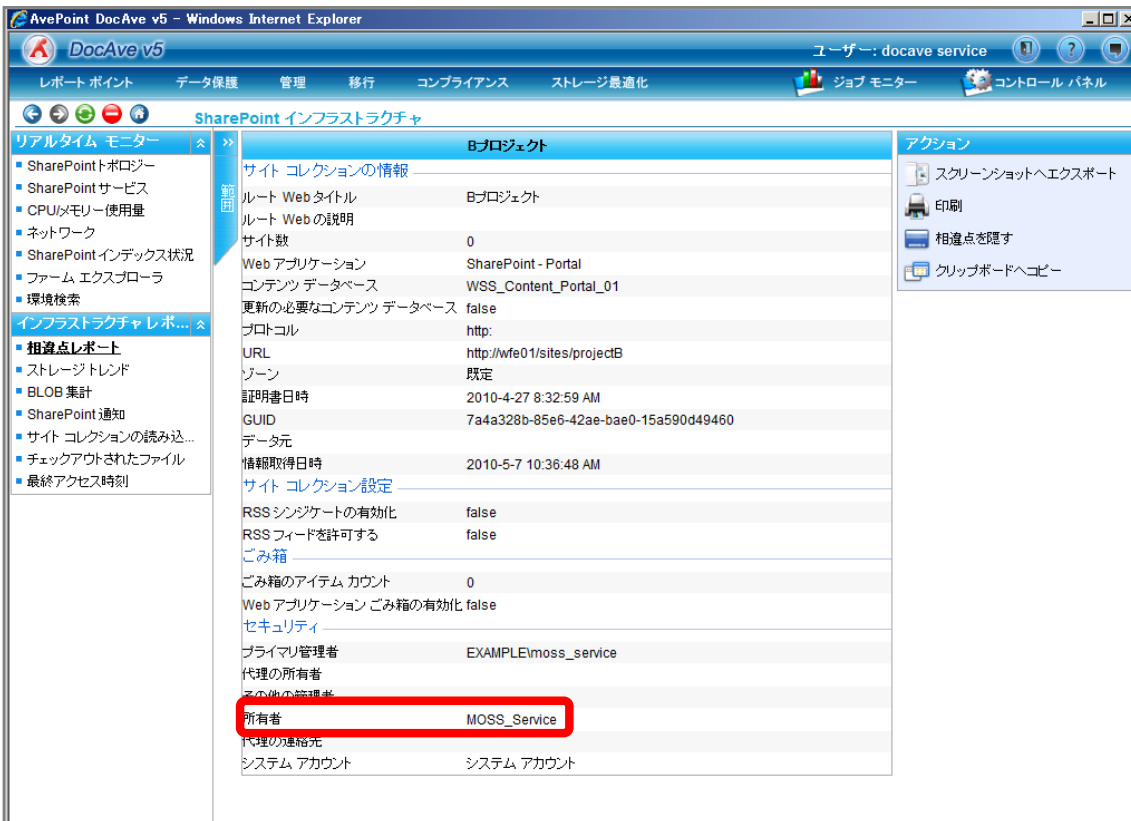 AvePoint DocAve v5 - Windows Internet Explorer
DocAve v5
ユーザー: docave service
レポート ポイント データ保護 管理 移行 コンプライアンス ストレージ最適化 ジョブ モニター コントロール パネル
SharePoint インフラストラクチャ
リアルタイム モニター
SharePointトポロジー
SharePoint サービス
CPU/メモリー使用量
ネットワーク
SharePoint インデックス状況
ファーム エクスプローラ
環境検索
インフラストラクチャ レポ...
相違点レポート
ストレージ トレンド
BLOB 集計
SharePoint 通知
サイト コレクションの読み込...
チェックアウトされたファイル
最終アクセス時刻
範囲
Bプロジェクト
サイト コレクションの情報
ルート Web タイトル Bプロジェクト
ルート Web の説明
サイト数 0
Web アプリケーション SharePoint - Portal
コンテンツ データベース WSS_Content_Portal_01
更新の必要なコンテンツ データベース false
プロトコル http:
URL http://wfe01/sites/projectB
ゾーン 既定
証明書日時 2010-4-27 8:32:59 AM
GUID 7a4a328b-85e6-42ae-bae0-15a590d49460
データ元
情報取得日時 2010-5-7 10:36:48 AM
サイト コレクション設定
RSS シンジケートの有効化 false
RSS フィードを許可する false
ごみ箱
ごみ箱のアイテム カウント 0
Web アプリケーション ごみ箱の有効化 false
セキュリティ
プライマリ管理者 EXAMPLE\moss_service
代理の所有者
その他の管理者
所有者 MOSS_Service
代理の連絡先
システム アカウント システム アカウント
アクション
スクリーンショットへエクスポート
印刷
相違点を隠す
クリップボードへコピー